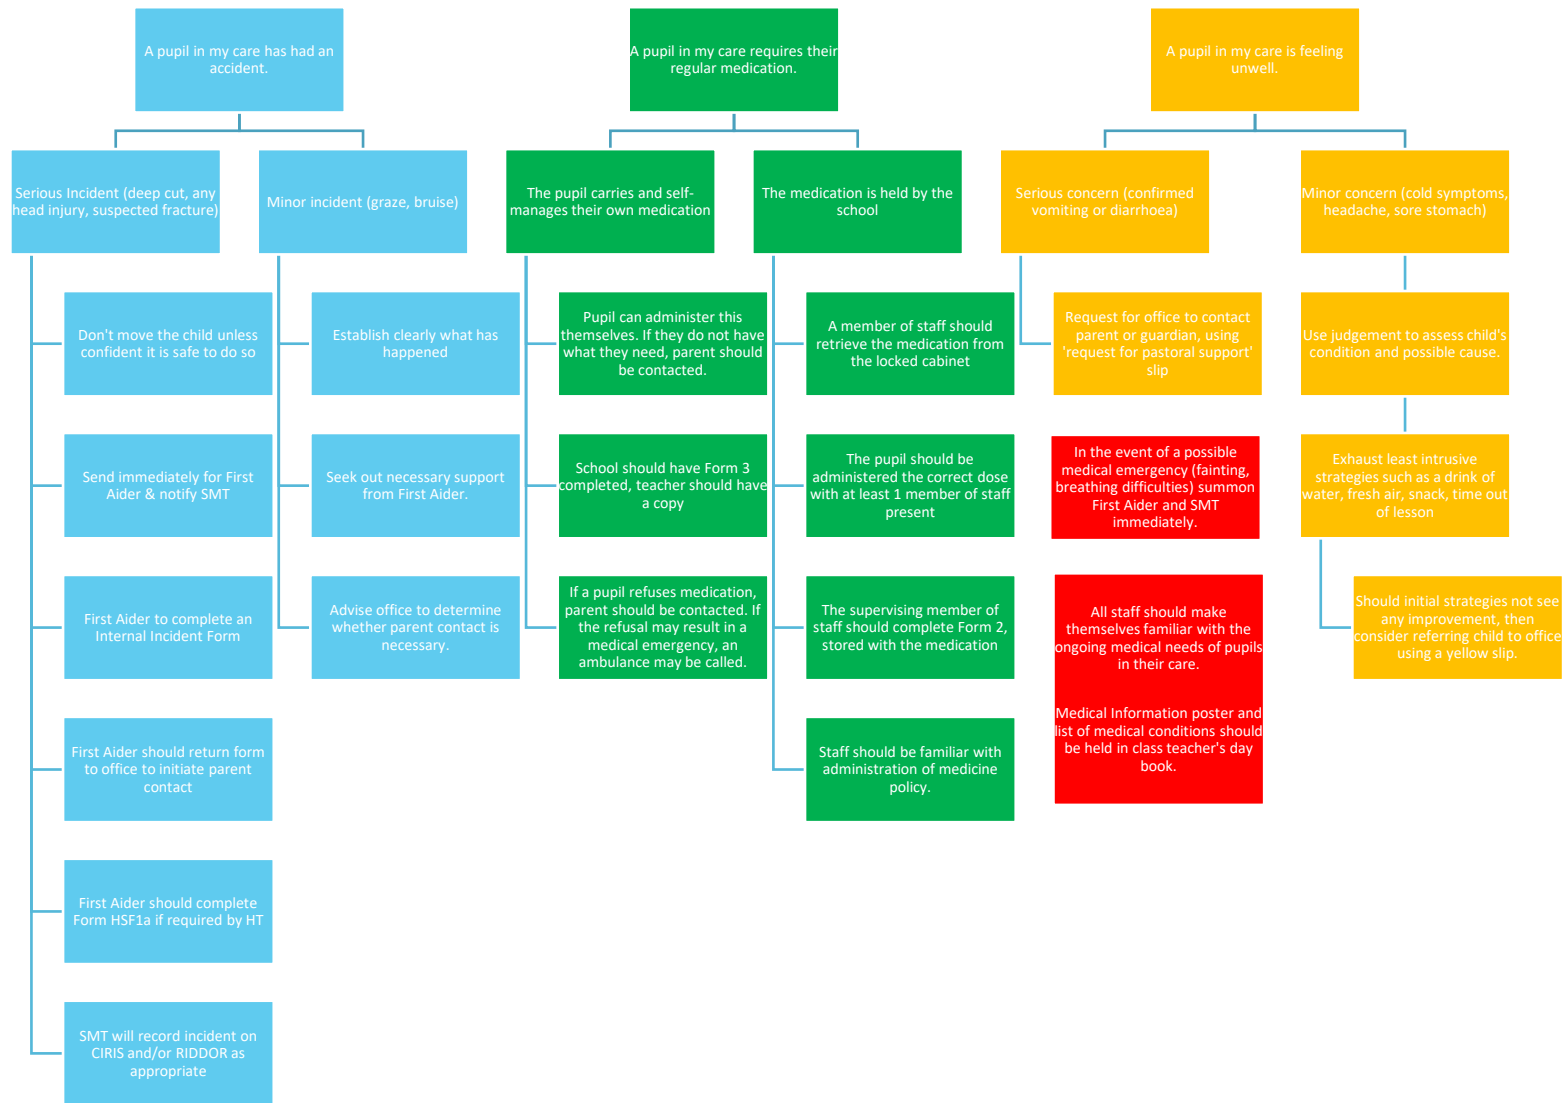 A pupil in my care has had an
accident.
Serious Incident (deep cut, any
head injury, suspected fracture)
Don't move the child unless
confident it is safe to do so
Send immediately for First
Aider & notify SMT
First Aider to complete an
Internal Incident Form
First Aider should return form
to office to initiate parent
contact
First Aider should complete
Form HSF1a if required by HT
SMT will record incident on
CIRIS and/or RIDDOR as
appropriate
Minor incident (graze, bruise)
Establish clearly what has
happened
Seek out necessary support
from First Aider.
Advise office to determine
whether parent contact is
necessary.
A pupil in my care requires their
regular medication.
The pupil carries and self-
manages their own medication
Pupil can administer this
themselves. If they do not have
what they need, parent should
be contacted.
School should have Form 3
completed, teacher should have
a copy
If a pupil refuses medication,
parent should be contacted. If
the refusal may result in a
medical emergency, an
ambulance may be called.
The medication is held by the
school
A member of staff should
retrieve the medication from
the locked cabinet
The pupil should be
administered the correct dose
with at least 1 member of staff
present
The supervising member of
staff should complete Form 2,
stored with the medication
Staff should be familiar with
administration of medicine
policy.
A pupil in my care is feeling
unwell.
Serious concern (confirmed
vomiting or diarrhoea)
Request for office to contact
parent or guardian, using
'request for pastoral support'
slip
In the event of a possible
medical emergency (fainting,
breathing difficulties) summon
First Aider and SMT
immediately.
All staff should make
themselves familiar with the
ongoing medical needs of pupils
in their care.
Medical Information poster and
list of medical conditions should
be held in class teacher's day
book.
Minor concern (cold symptoms,
headache, sore stomach)
Use judgement to assess child's
condition and possible cause.
Exhaust least intrusive
strategies such as a drink of
water, fresh air, snack, time out
of lesson
Should initial strategies not see
any improvement, then
consider referring child to office
using a yellow slip.